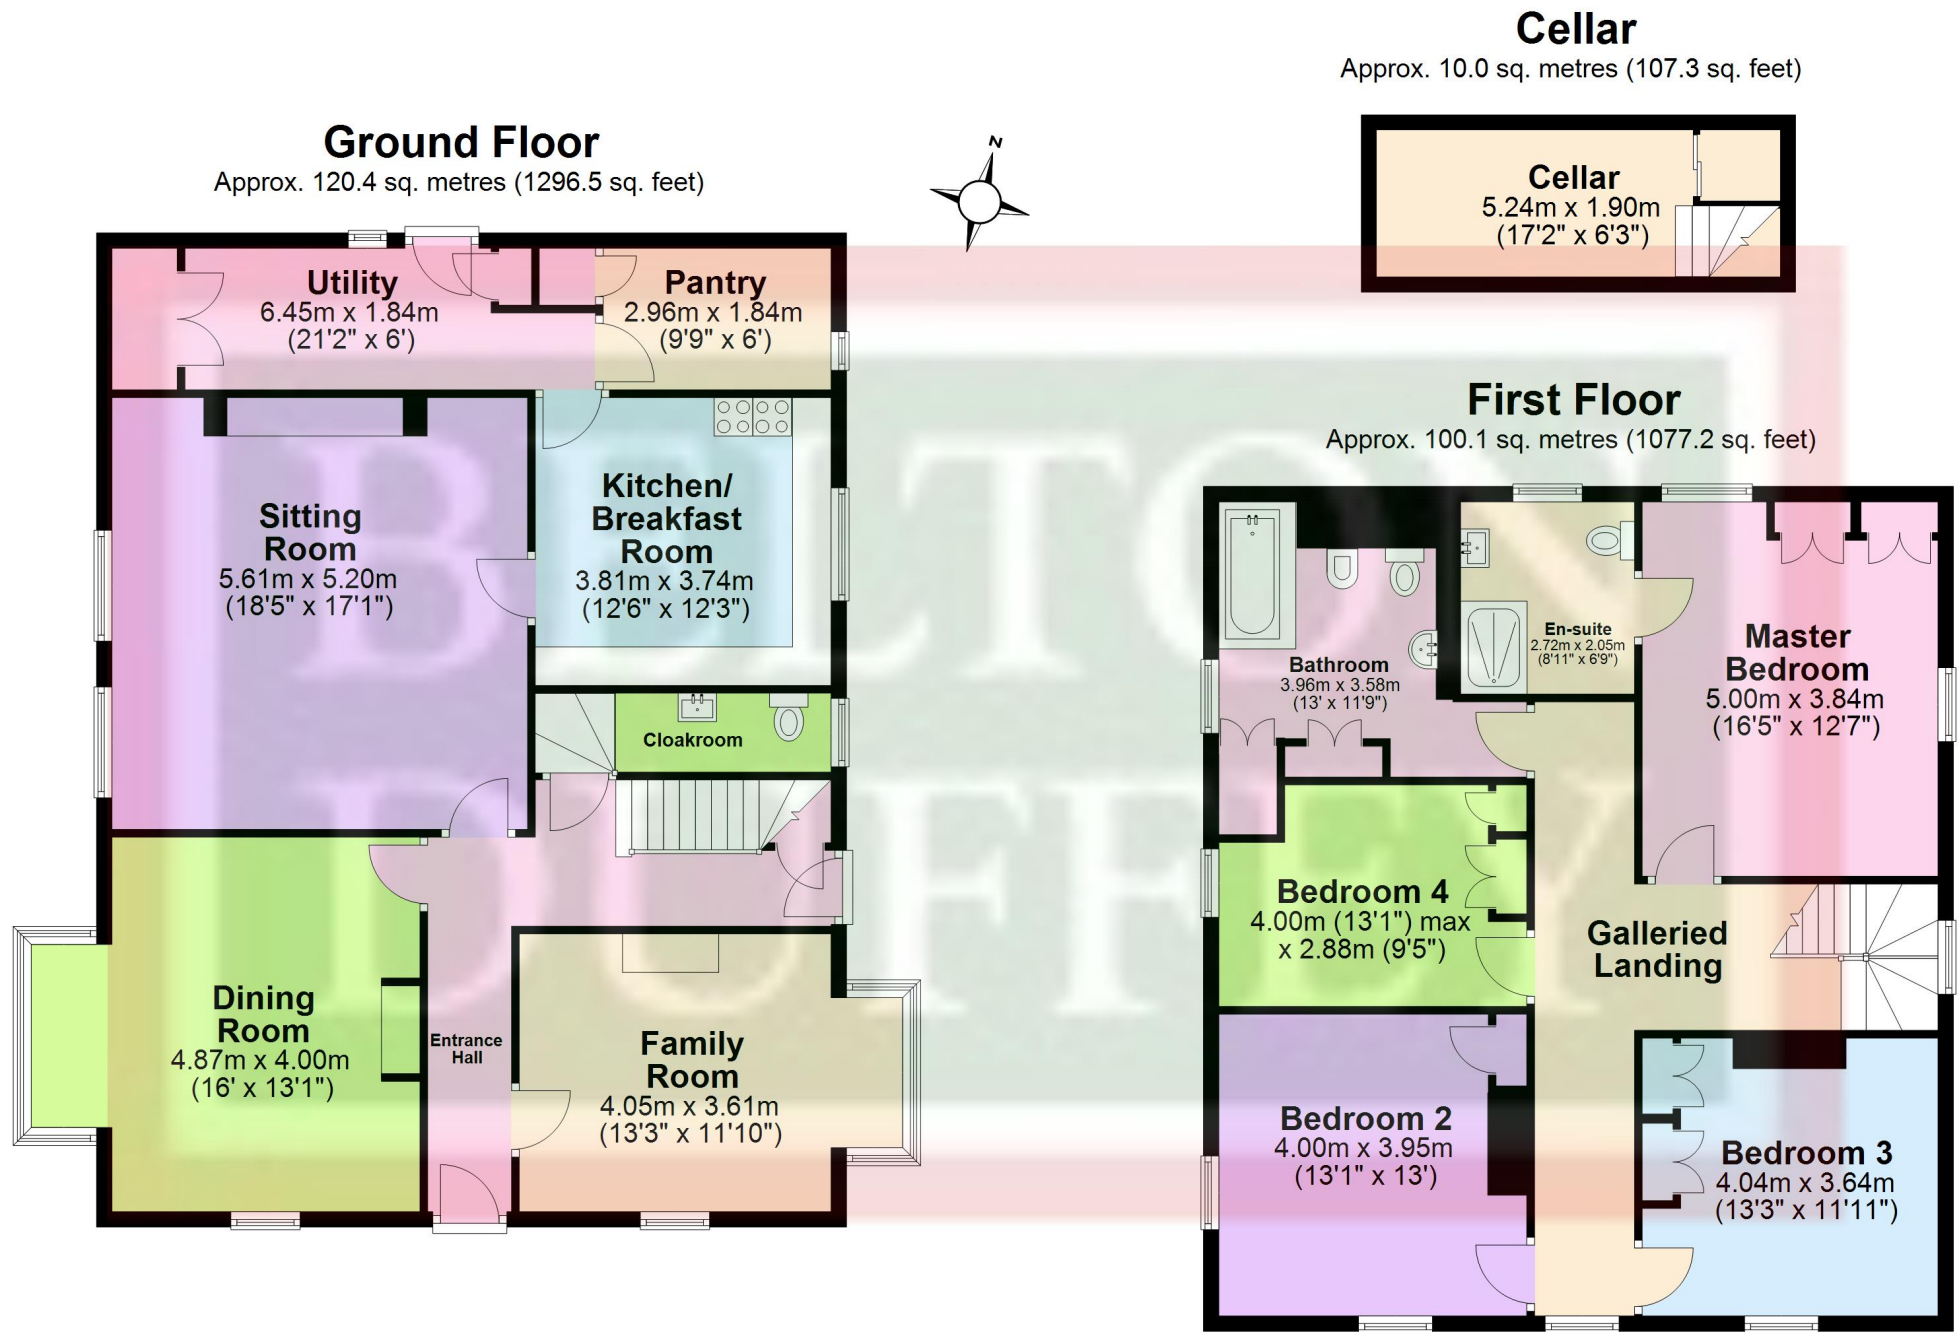 Cellar
Approx. 10.0 sq. metres (107.3 sq. feet)
Cellar
5.24m x 1.90m
(17'2" x 6'3")
Ground Floor
Approx. 120.4 sq. metres (1296.5 sq. feet)
N
Utility
6.45m x 1.84m
(21'2" x 6')
Pantry
2.96m x 1.84m
(9'9" x 6')
Sitting
Room
5.61m x 5.20m
(18'5" x 17'1")
Kitchen/
Breakfast
Room
3.81m x 3.74m
(12'6" x 12'3")
Cloakroom
Dining
Room
4.87m x 4.00m
(16' x 13'1")
Entrance
Hall
Family
Room
4.05m x 3.61m
(13'3" x 11'10")
First Floor
Approx. 100.1 sq. metres (1077.2 sq. feet)
Bathroom
3.96m x 3.58m
(13' x 11'9")
En-suite
2.72m x 2.05m
(8'11" x 6'9")
Master
Bedroom
5.00m x 3.84m
(16'5" x 12'7")
Bedroom 4
4.00m (13'1") max
x 2.88m (9'5")
Galleried
Landing
Bedroom 2
4.00m x 3.95m
(13'1" x 13')
Bedroom 3
4.04m x 3.64m
(13'3" x 11'11")
BELTON
DUFFEY